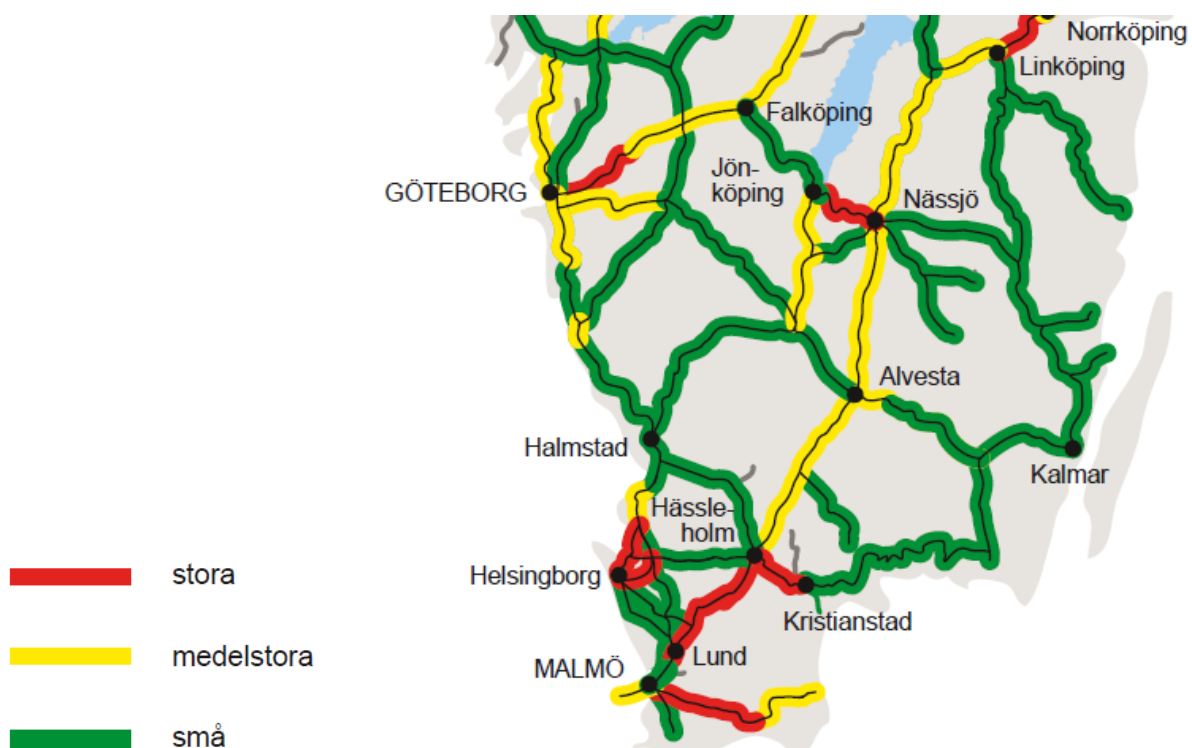 Norrköping
Linköping
Falköping
Jön-
köping
GÖTEBORG
Nässjö
Alvesta
Halmstad
Kalmar
Hässle-
holm
stora
Helsingborg
Kristianstad
medelstora
MALMÖ
Lund
små